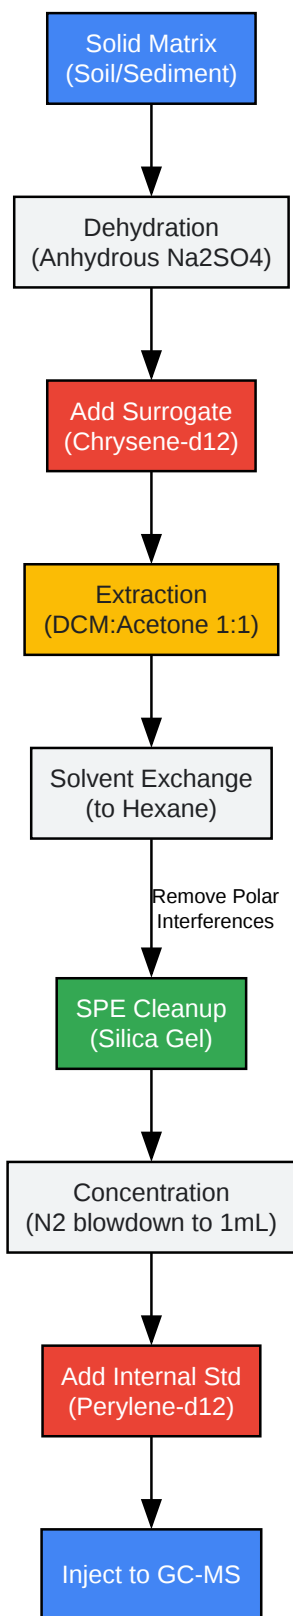 Solid Matrix
(Soil/Sediment)
Dehydration
(Anhydrous Na2SO4)
Add Surrogate
(Chrysene-d12)
Extraction
(DCM:Acetone 1:1)
Solvent Exchange
(to Hexane)
Remove Polar
Interferences
SPE Cleanup
(Silica Gel)
Concentration
(N2 blowdown to 1mL)
Add Internal Std
(Perylene-d12)
Inject to GC-MS